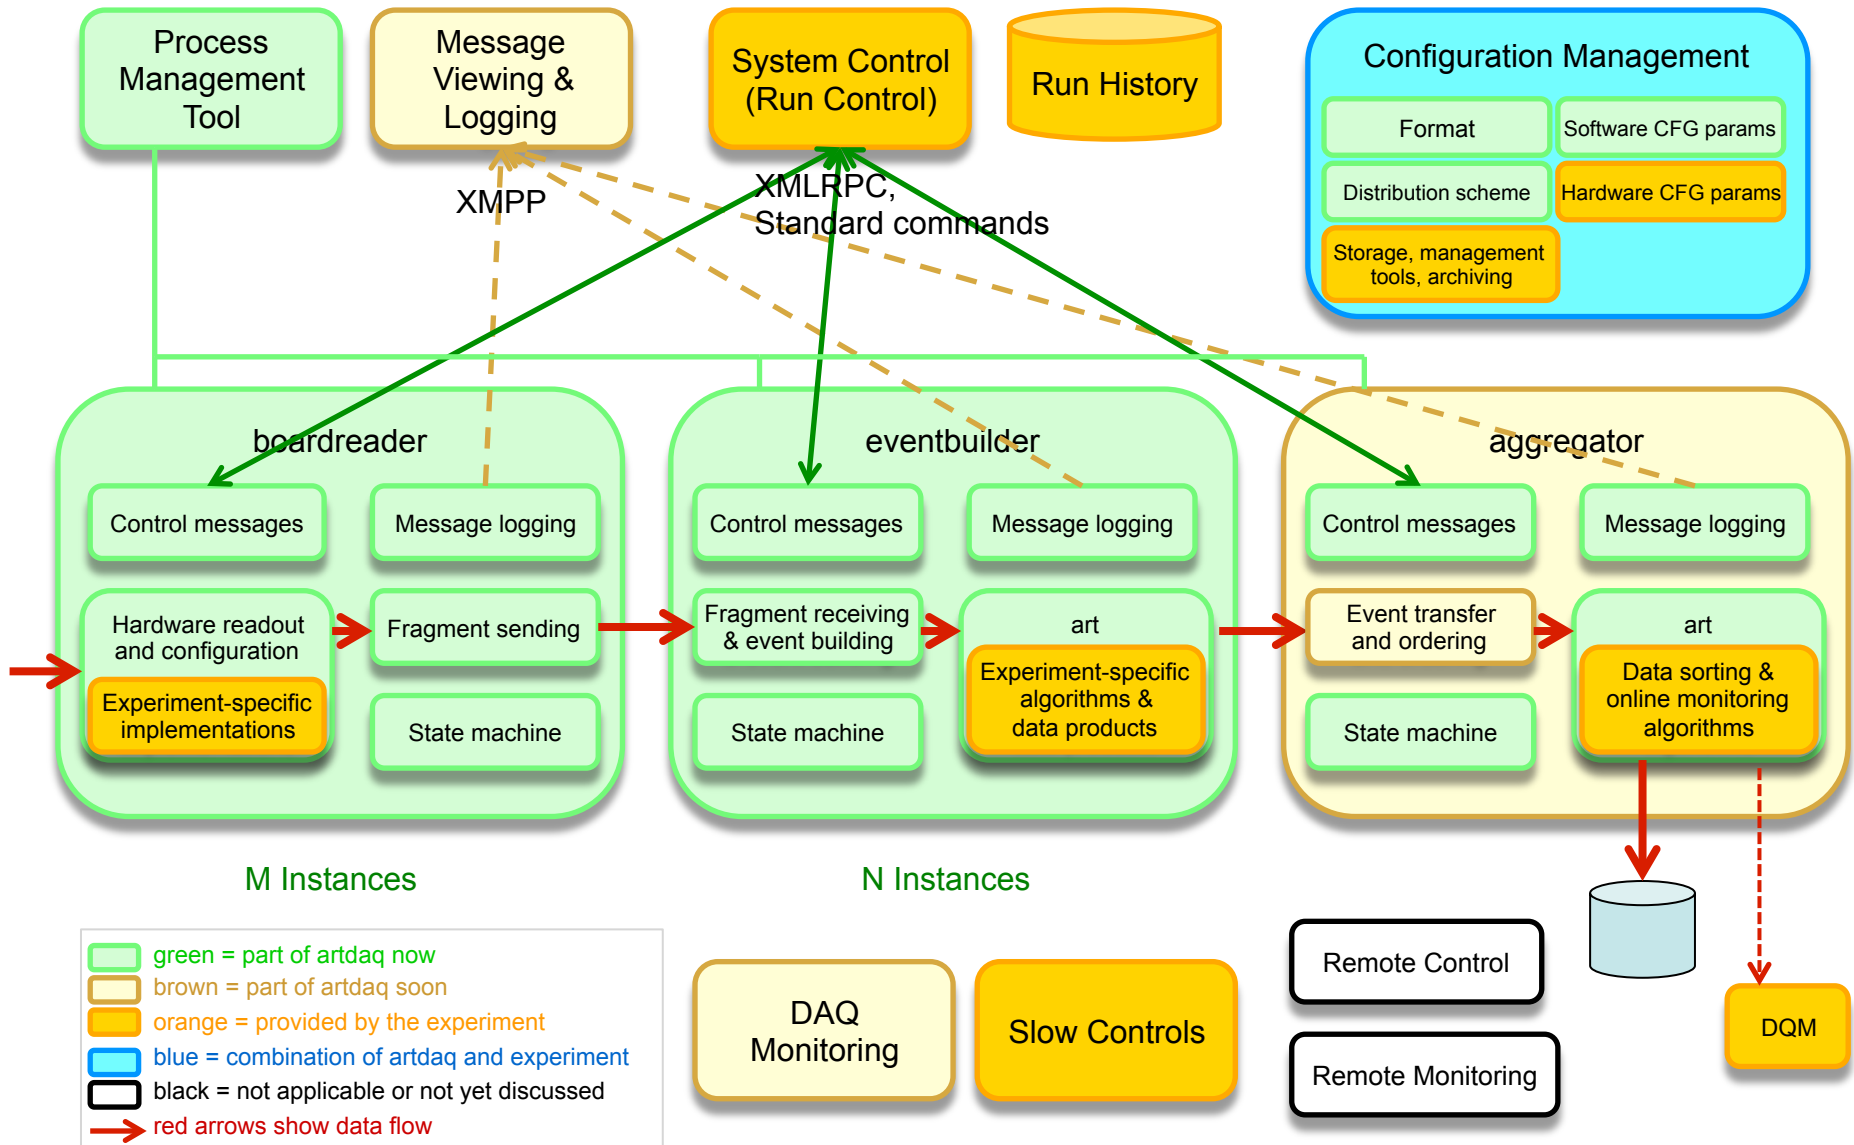 Process
Management
Tool
Message
Viewing &
Logging
System Control
(Run Control)
Run History
Configuration Management
Format
Software CFG params
Distribution scheme
Hardware CFG params
Storage, management
tools, archiving
XMPP
XMLRPC,
Standard commands
boardreader
Control messages
Message logging
Hardware readout
and configuration
Experiment-specific
implementations
Fragment sending
State machine
eventbuilder
Control messages
Message logging
Fragment receiving
& event building
art
Experiment-specific
algorithms &
data products
State machine
aggregator
Control messages
Message logging
Event transfer
and ordering
art
Data sorting &
online monitoring
algorithms
State machine
M Instances
N Instances
green = part of artdaq now
brown = part of artdaq soon
orange = provided by the experiment
blue = combination of artdaq and experiment
black = not applicable or not yet discussed
red arrows show data flow
DAQ
Monitoring
Slow Controls
Remote Control
Remote Monitoring
DQM